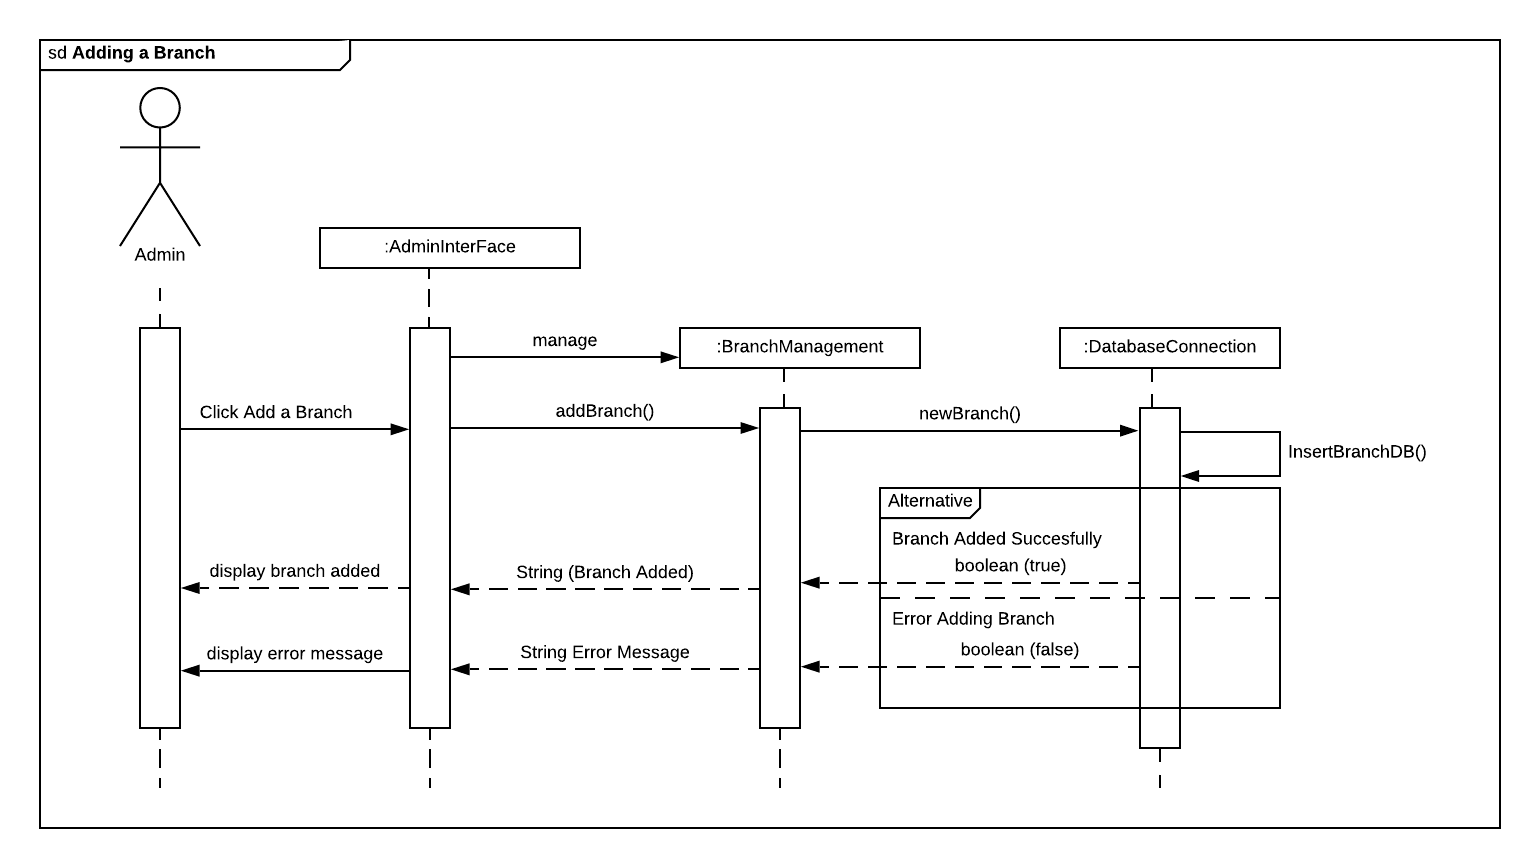 sd Adding a Branch
Admin
:AdminInterFace
manage
:BranchManagement
:DatabaseConnection
Click Add a Branch
addBranch()
newBranch()
InsertBranchDB()
Alternative
Branch Added Succesfully
boolean (true)
String (Branch Added)
display branch added
Error Adding Branch
boolean (false)
String Error Message
display error message